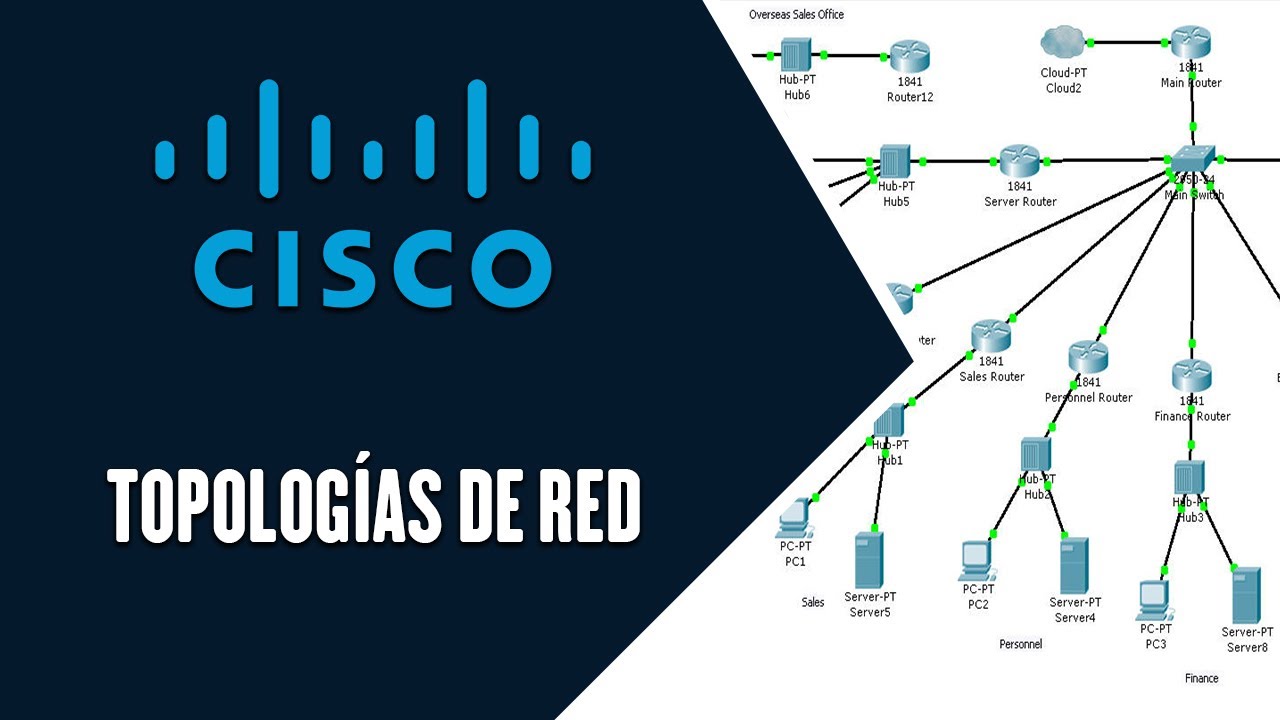 CISCO
TOPOLOGÍAS DE RED
Overseas Sales Office
Hub-PT
Hub6
1841
Router12
Cloud-PT
Cloud2
1841
Main Router
Hub-PT
Hub5
1841
Server Router
2950-24
Main Switch
1841
Sales Router
1841
Personnel Router
1841
Finance Router
Hub-PT
Hub1
Hub-PT
Hub2
Hub-PT
Hub3
PC-PT
PC1
Server-PT
Server5
Sales
PC-PT
PC2
Server-PT
Server4
Personnel
PC-PT
PC3
Server-PT
Server8
Finance